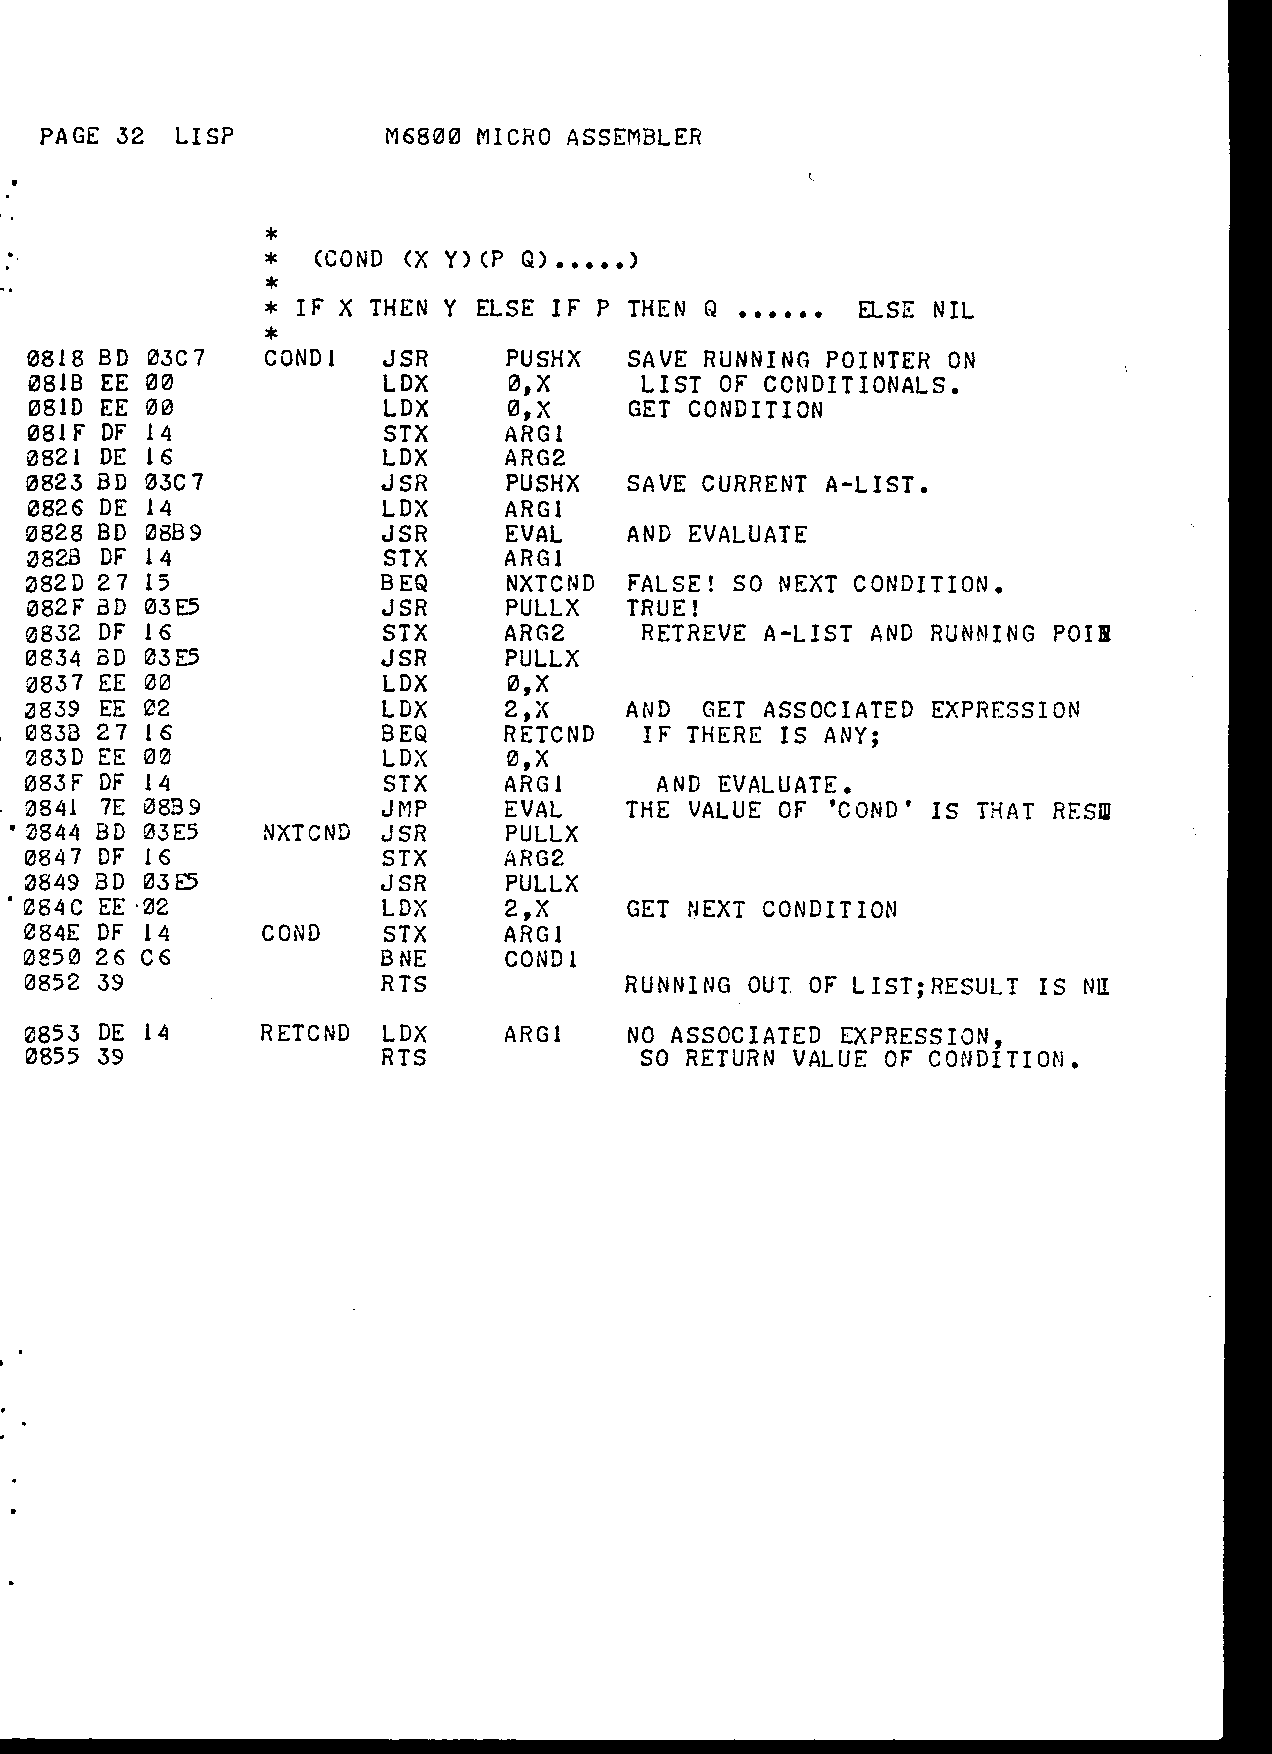 PAGE 32  LISP          M6800 MICRO ASSEMBLER
*
*  (COND (X Y)(P Q).....)
*
* IF X THEN Y ELSE IF P THEN Q ......  ELSE NIL
*
0818 BD 03C7    COND1   JSR     PUSHX   SAVE RUNNING POINTER ON
081B EE 00              LDX     0,X      LIST OF CONDITIONALS.
081D EE 00              LDX     0,X     GET CONDITION
081F DF 14              STX     ARG1
0821 DE 16              LDX     ARG2
0823 BD 03C7            JSR     PUSHX   SAVE CURRENT A-LIST.
0826 DE 14              LDX     ARG1
0828 BD 08B9            JSR     EVAL    AND EVALUATE
082B DF 14              STX     ARG1
082D 27 15              BEQ     NXTCND  FALSE! SO NEXT CONDITION.
082F BD 03E5            JSR     PULLX   TRUE!
0832 DF 16              STX     ARG2     RETREVE A-LIST AND RUNNING POI
0834 BD 03E5            JSR     PULLX
0837 EE 00              LDX     0,X
0839 EE 02              LDX     2,X     AND  GET ASSOCIATED EXPRESSION
083B 27 16              BEQ     RETCND   IF THERE IS ANY;
083D EE 00              LDX     0,X
083F DF 14              STX     ARG1      AND EVALUATE.
0841 7E 08B9            JMP     EVAL    THE VALUE OF 'COND' IS THAT RES
0844 BD 03E5    NXTCND  JSR     PULLX
0847 DF 16              STX     ARG2
0849 BD 03E5            JSR     PULLX
084C EE 02              LDX     2,X     GET NEXT CONDITION
084E DF 14      COND    STX     ARG1
0850 26 C6              BNE     COND1
0852 39                 RTS             RUNNING OUT OF LIST;RESULT IS N
0853 DE 14      RETCND  LDX     ARG1    NO ASSOCIATED EXPRESSION,
0855 39                 RTS              SO RETURN VALUE OF CONDITION.